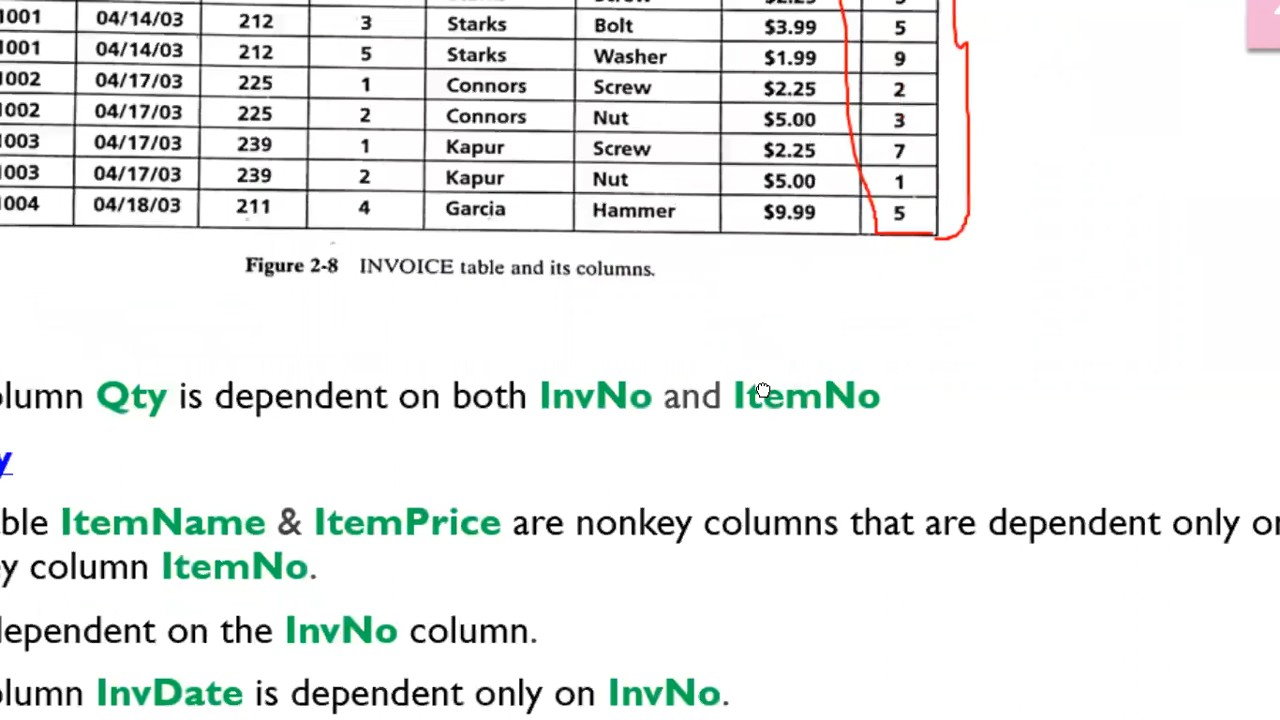 1001 04/14/03 212 3 Starks Bolt $3.99 5
1001 04/14/03 212 5 Starks Washer $1.99 9
1002 04/17/03 225 1 Connors Screw $2.25 2
1002 04/17/03 225 2 Connors Nut $5.00 3
1003 04/17/03 239 1 Kapur Screw $2.25 7
1003 04/17/03 239 2 Kapur Nut $5.00 1
1004 04/18/03 211 4 Garcia Hammer $9.99 5
Figure 2-8 INVOICE table and its columns.
olumn Qty is dependent on both InvNo and ItemNo
y
ble ItemName & ItemPrice are nonkey columns that are dependent only on
y column ItemNo.
dependent on the InvNo column.
olumn InvDate is dependent only on InvNo.